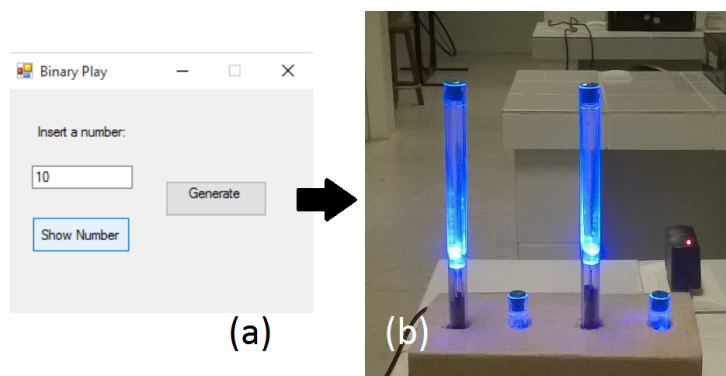 Binary Play
Insert a number:
10
Generate
Show Number
(a)
(b)